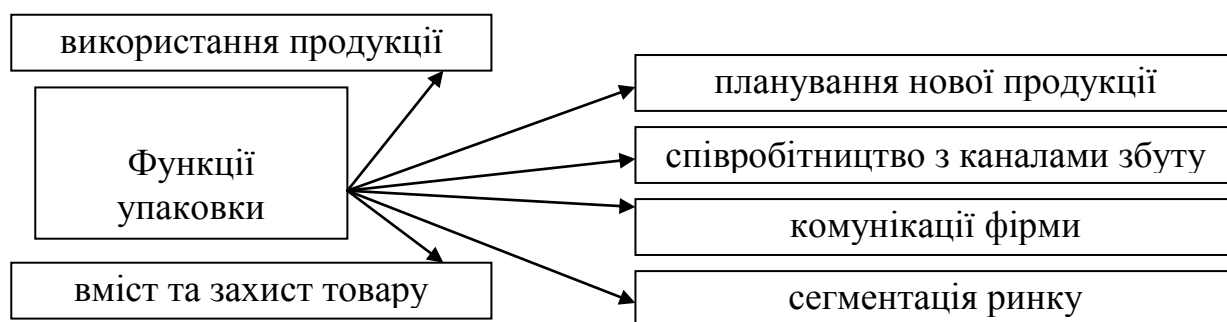 використання продукції
Функції
упаковки
вміст та захист товару
планування нової продукції
співробітництво з каналами збуту
комунікації фірми
сегментація ринку